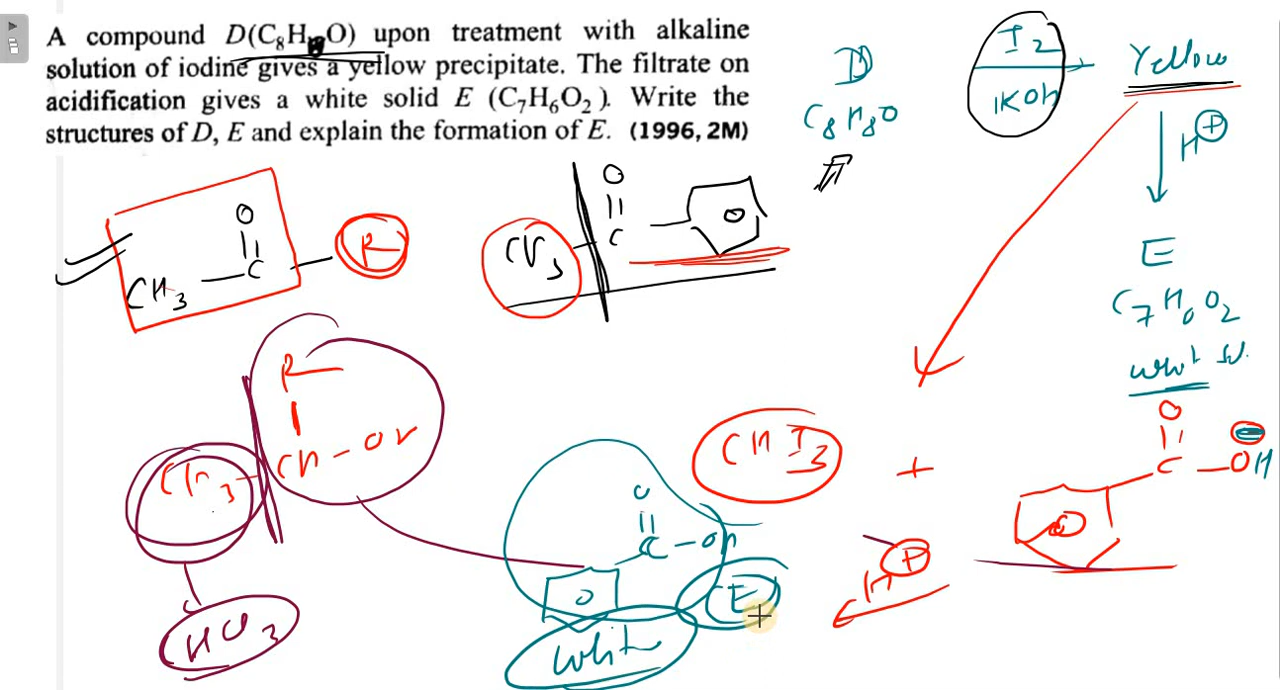 A compound D(C₈H O) upon treatment with alkaline
solution of iodine gives a yellow precipitate. The filtrate on
acidification gives a white solid E (C₇H₆O₂). Write the
structures of D, E and explain the formation of E. (1996, 2M)
D
C₈H₈O
I₂
KOH
Yellow
H⊕
E
C₇H₆O₂
O
||
CH₃ — C — R
O
||
CH₃ — C —
O
R
|
CH₃ - CH - OH
CHI₃ +
O
||
C - OH
O
||
C - OH
O
E
H⊕
White